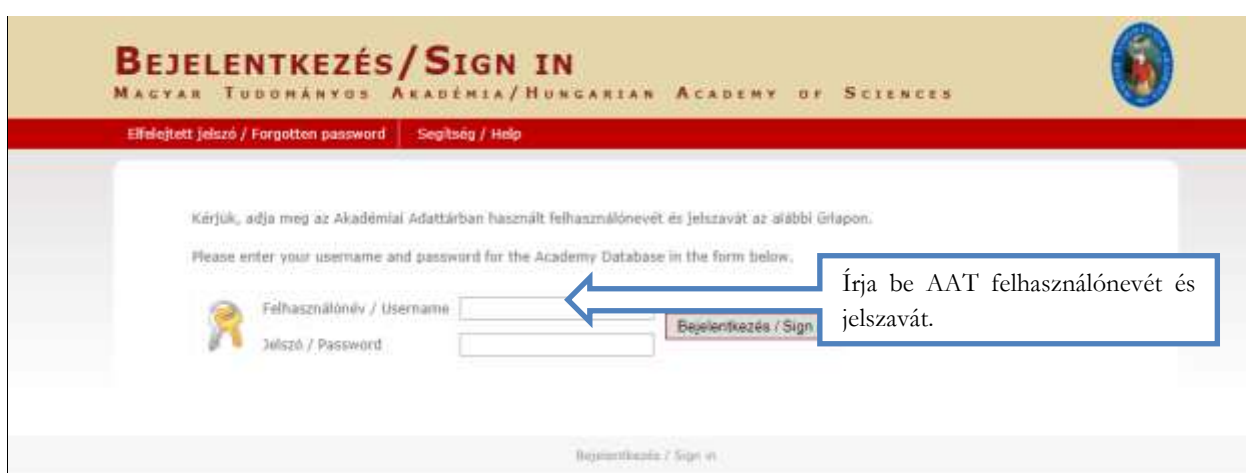 BEJELENTKEZÉS/SIGN IN
MAGYAR TUDOMÁNYOS AKADÉMIA/HUNGARIAN ACADEMY OF SCIENCES
Elfelejtett jelszó / Forgotten password
Segítség / Help
Kérjük, adja meg az Akadémiai Adattárban használt felhasználónevét és jelszavát az alábbi űrlapon.
Please enter your username and password for the Academy Database in the form below.
Írja be AAT felhasználónevét és
jelszavát.
Felhasználónév / Username
Bejelentkezés / Sign
Jelszó / Password
Bejelentkezés / Sign in